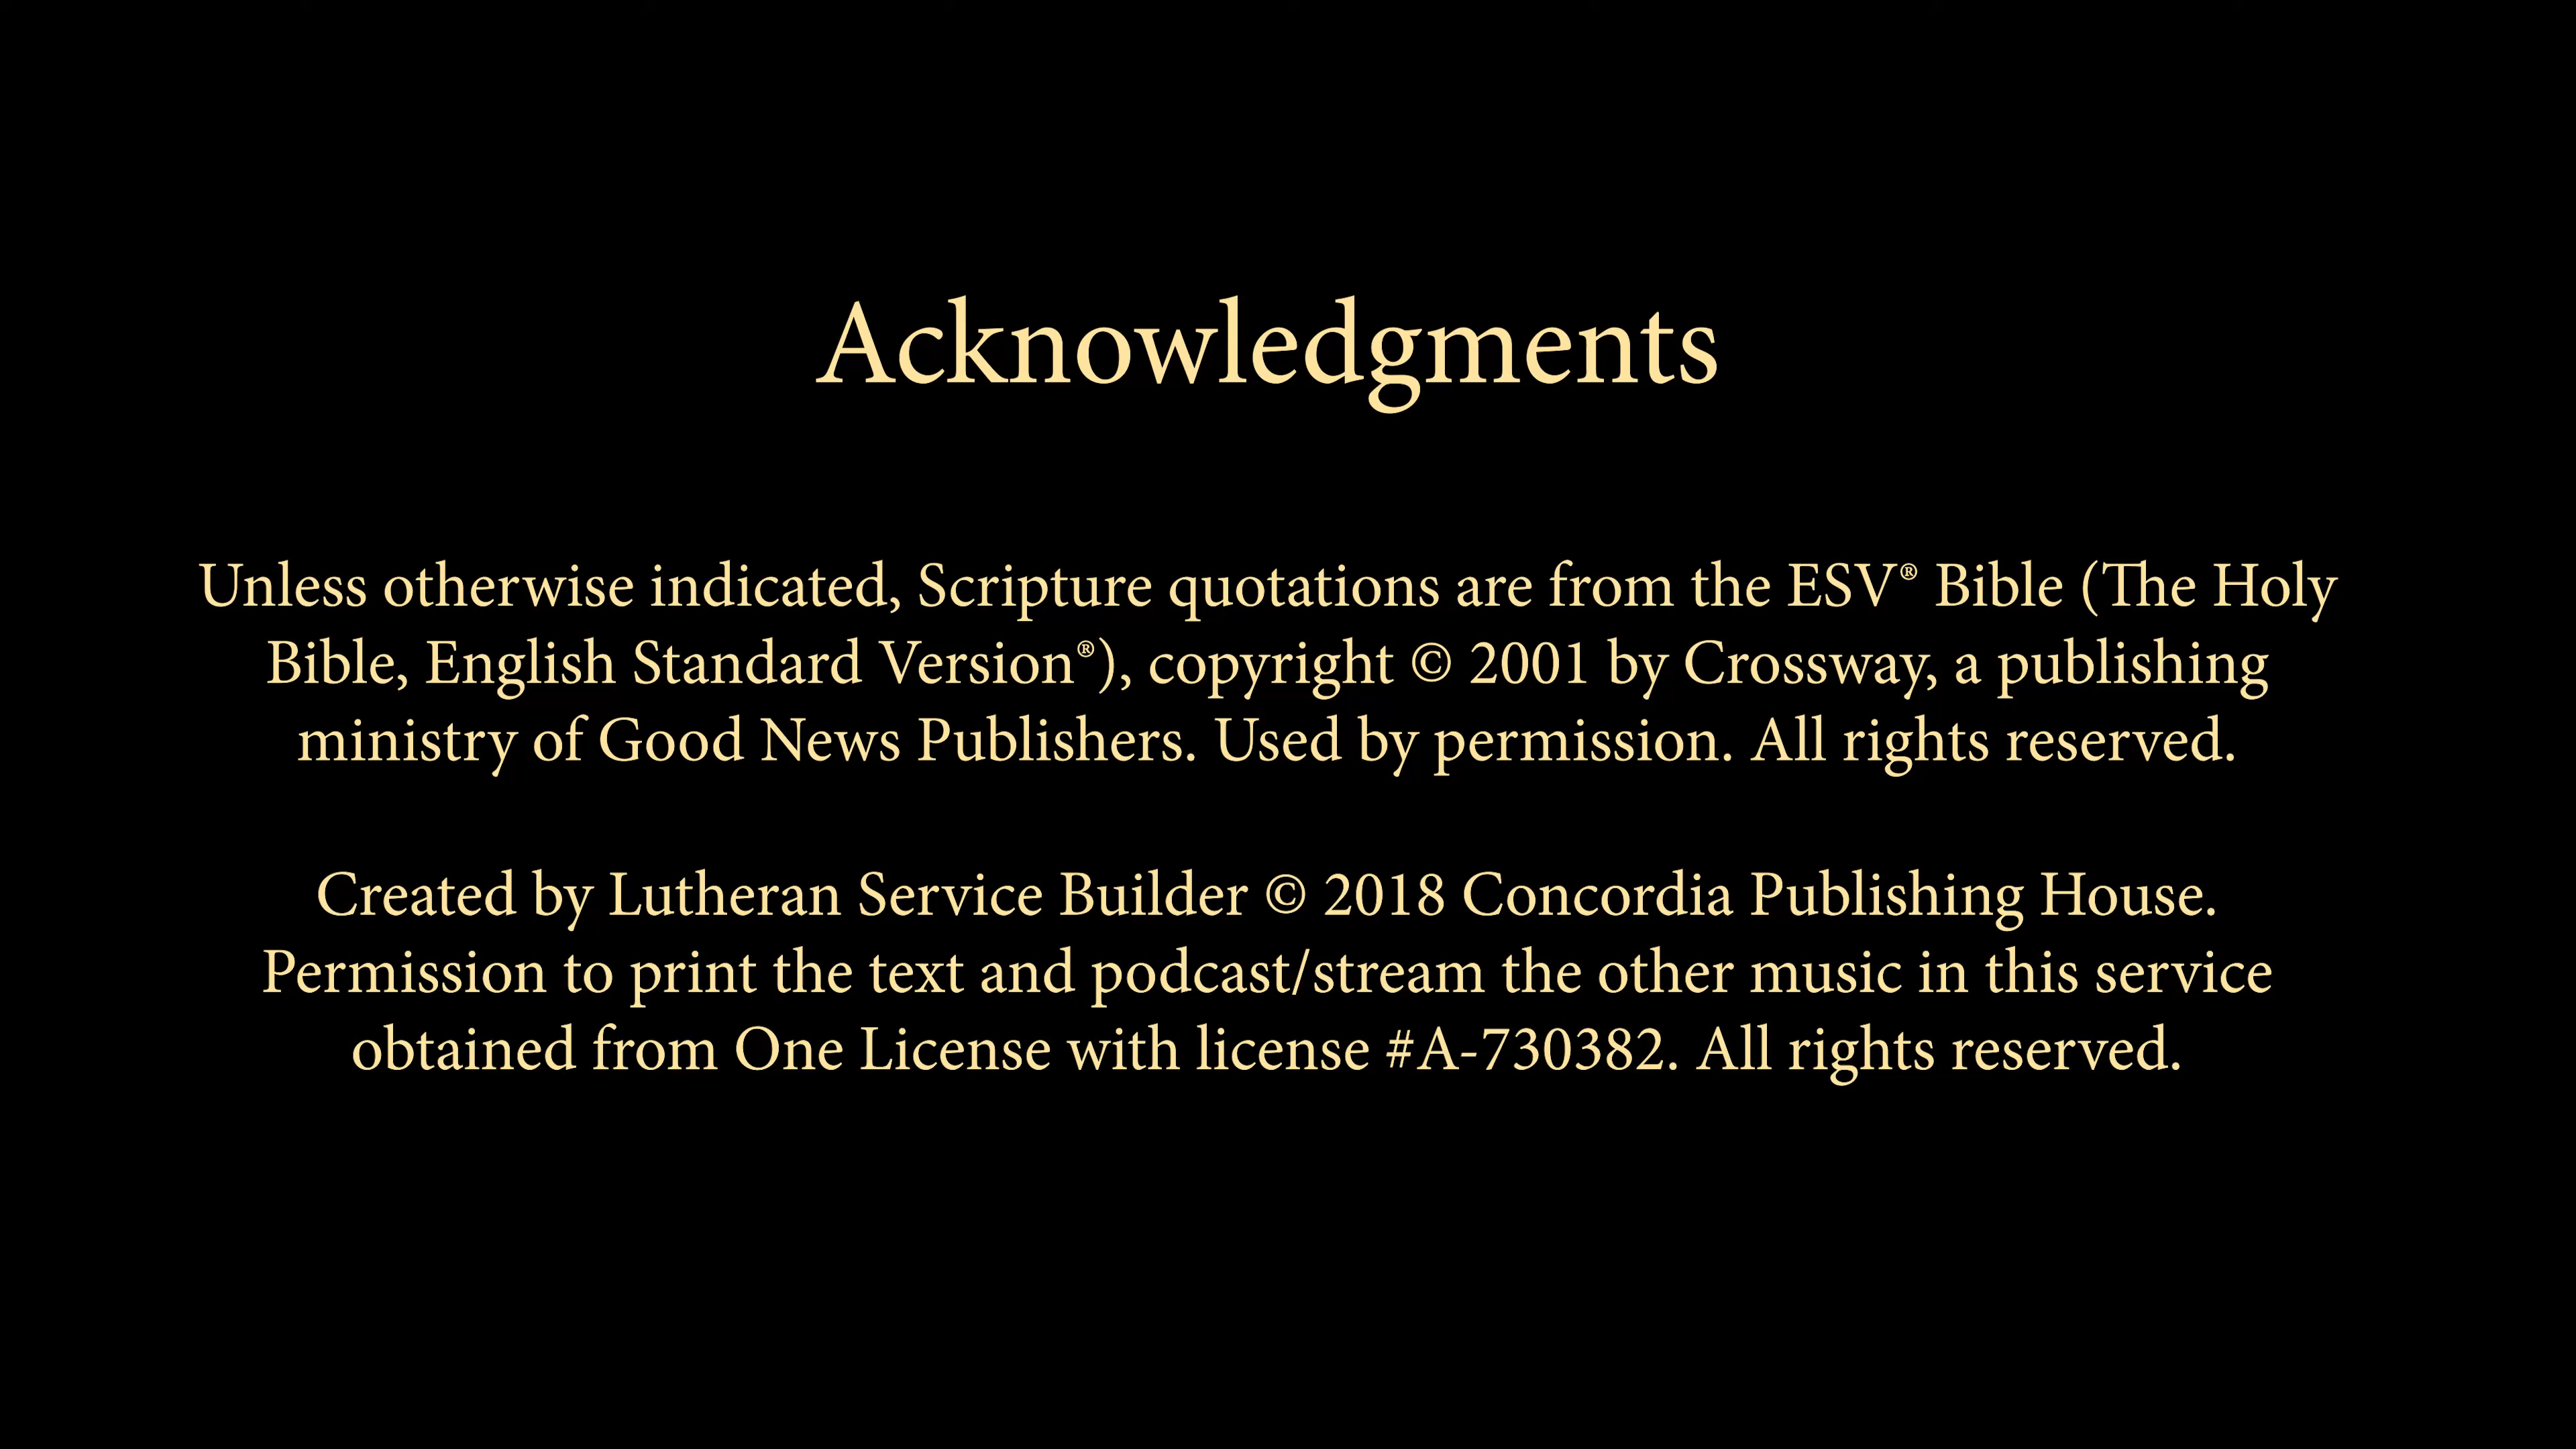 Acknowledgments
Unless otherwise indicated, Scripture quotations are from the ESV® Bible (The Holy
Bible, English Standard Version®), copyright © 2001 by Crossway, a publishing
ministry of Good News Publishers. Used by permission. All rights reserved.
Created by Lutheran Service Builder © 2018 Concordia Publishing House.
Permission to print the text and podcast/stream the other music in this service
obtained from One License with license #A-730382. All rights reserved.